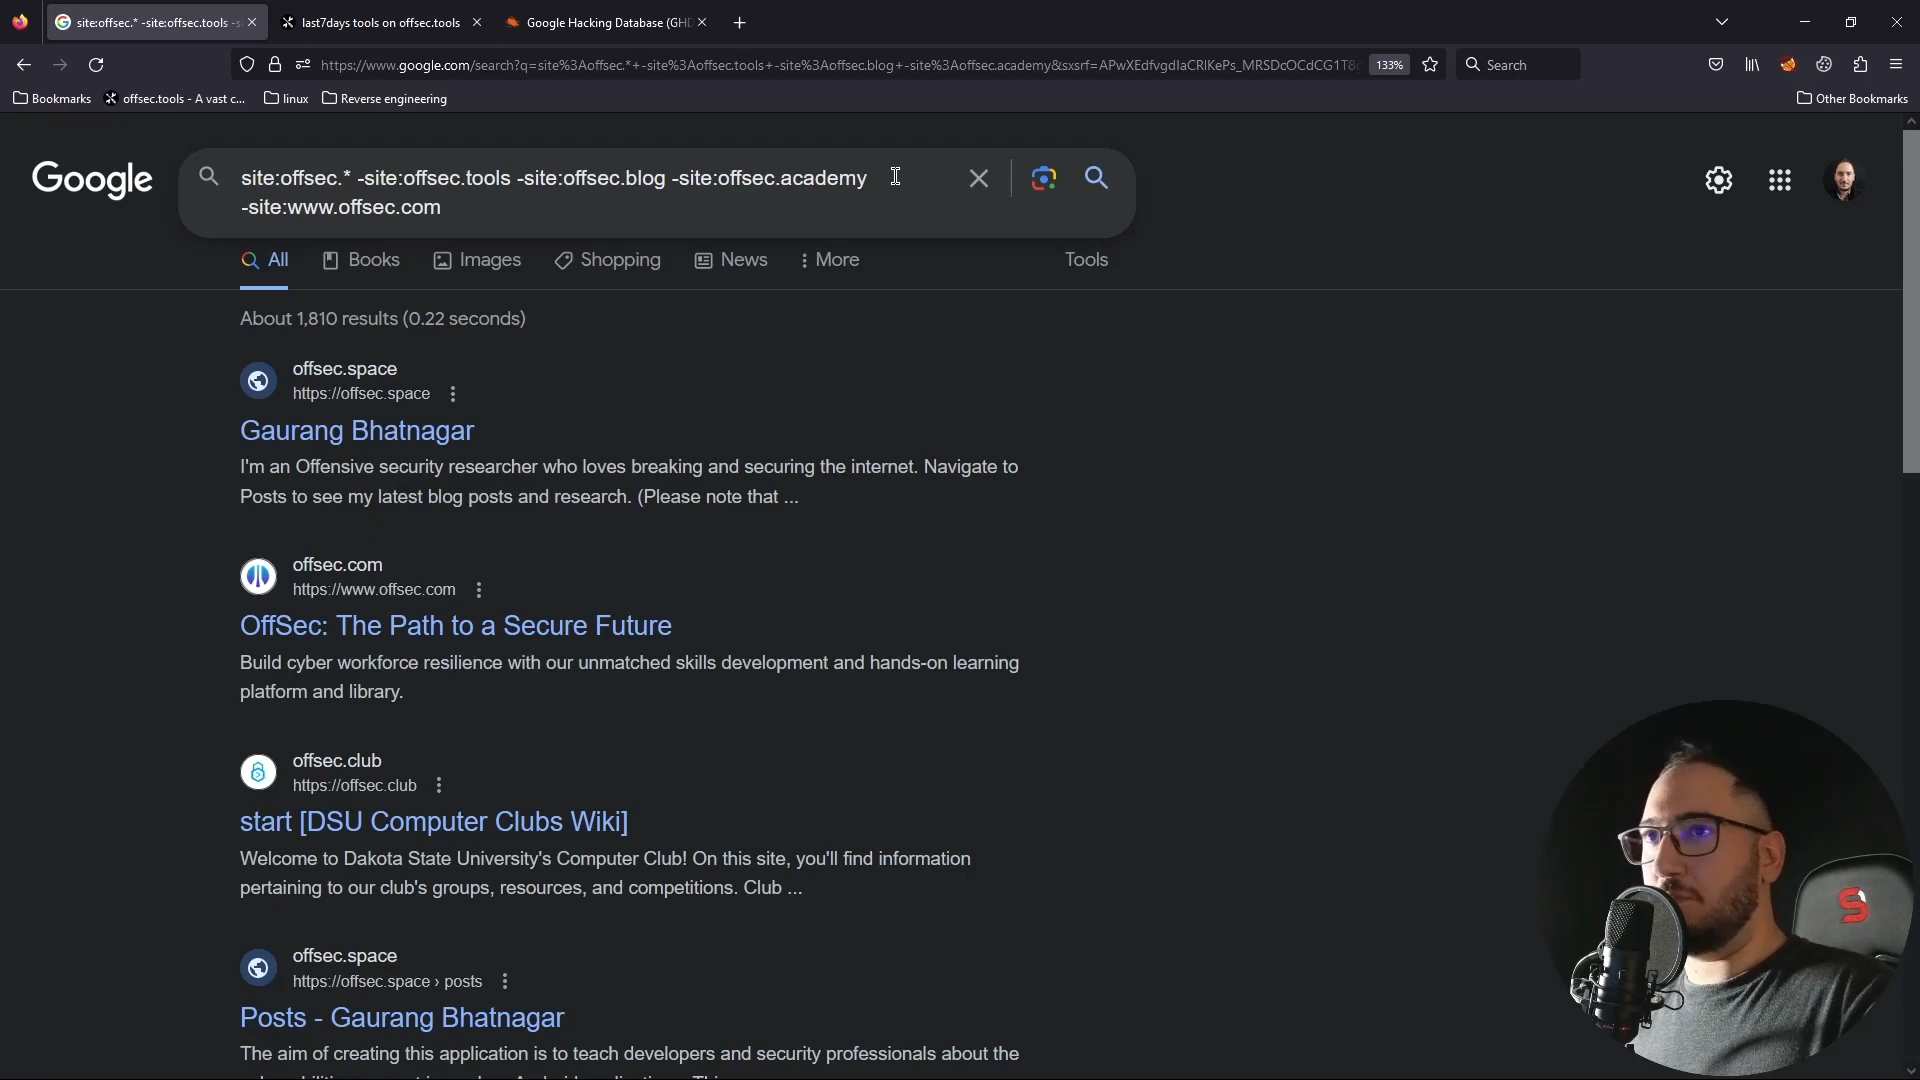 site:offsec.* -site:offsec.tools -s
last7days tools on offsec.tools
Google Hacking Database (GHD
https://www.google.com/search?q=site%3Aoffsec.*+-site%3Aoffsec.tools+-site%3Aoffsec.blog+-site%3Aoffsec.academy&sxsrf=
133%
Search
Bookmarks
offsec.tools - A vast c...
linux
Reverse engineering
Other Bookmarks
Google
site:offsec.* -site:offsec.tools -site:offsec.blog -site:offsec.academy
-site:www.offsec.com
All
Books
Images
Shopping
News
More
Tools
About 1,810 results (0.22 seconds)
offsec.space
https://offsec.space
Gaurang Bhatnagar
I'm an Offensive security researcher who loves breaking and securing the internet. Navigate to
Posts to see my latest blog posts and research. (Please note that ...
offsec.com
https://www.offsec.com
OffSec: The Path to a Secure Future
Build cyber workforce resilience with our unmatched skills development and hands-on learning
platform and library.
offsec.club
https://offsec.club
start [DSU Computer Clubs Wiki]
Welcome to Dakota State University's Computer Club! On this site, you'll find information
pertaining to our club's groups, resources, and competitions. Club ...
offsec.space
https://offsec.space › posts
Posts - Gaurang Bhatnagar
The aim of creating this application is to teach developers and security professionals about the